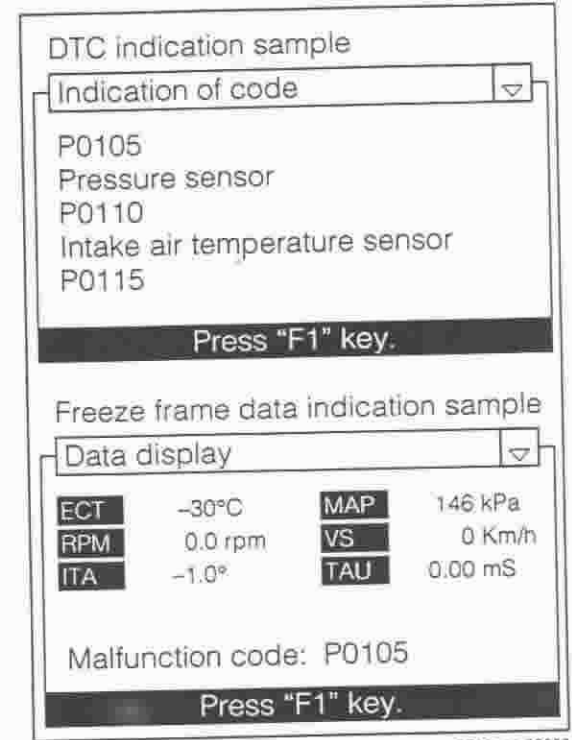 DTC indication sample
Indication of code
P0105
Pressure sensor
P0110
Intake air temperature sensor
P0115
Press "F1" key.
Freeze frame data indication sample
Data display
ECT -30°C MAP 146 kPa
RPM 0.0 rpm VS 0 Km/h
ITA -1.0° TAU 0.00 mS
Malfunction code: P0105
Press "F1" key.